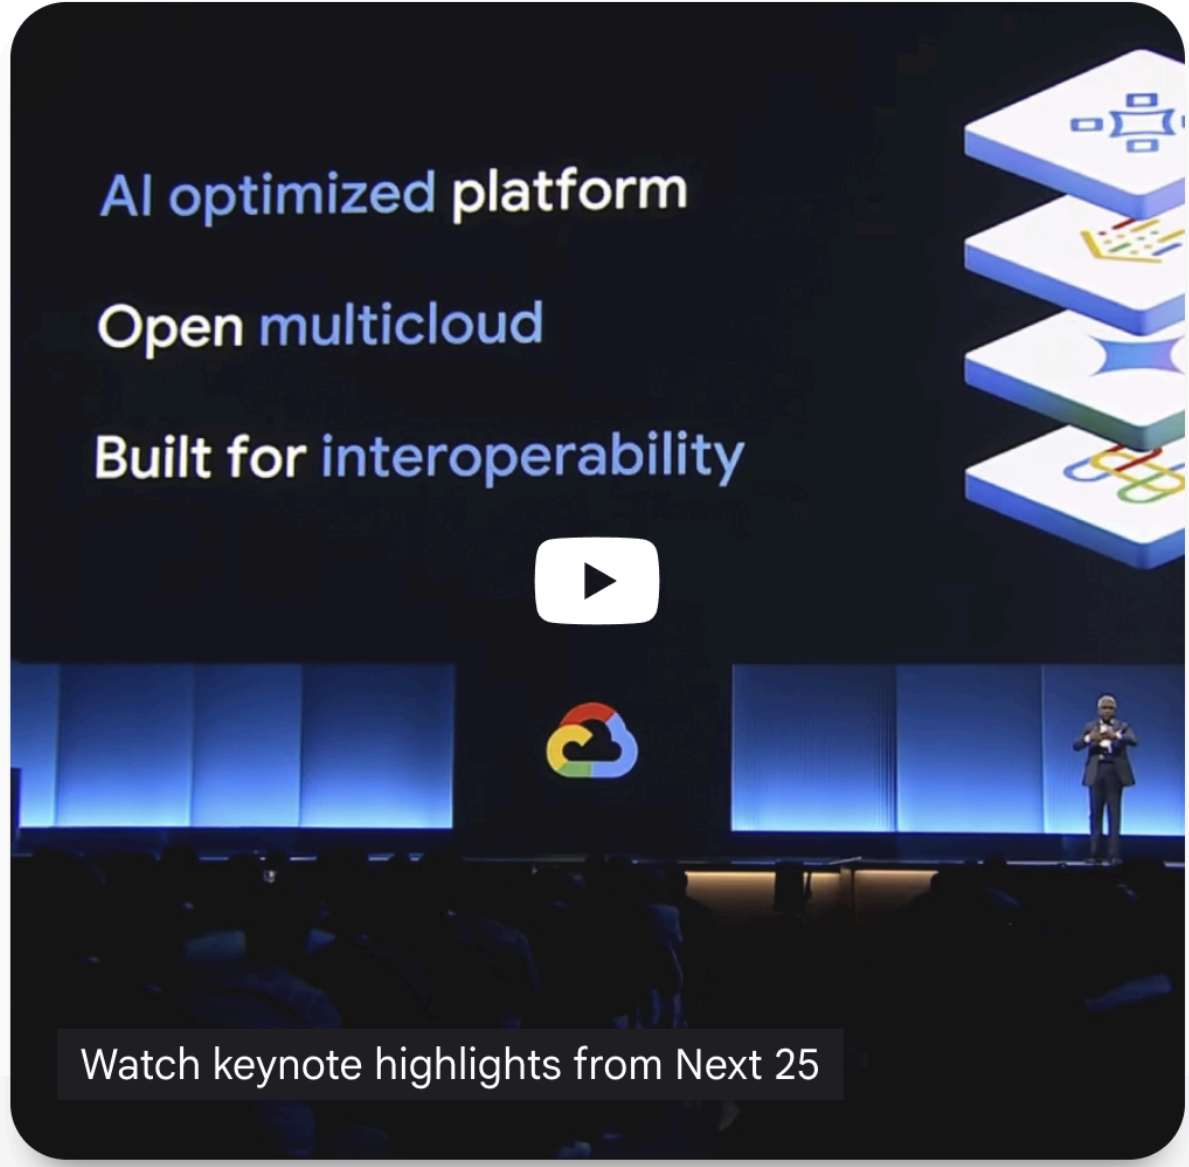 AI optimized platform
Open multicloud
Built for interoperability
Watch keynote highlights from Next 25